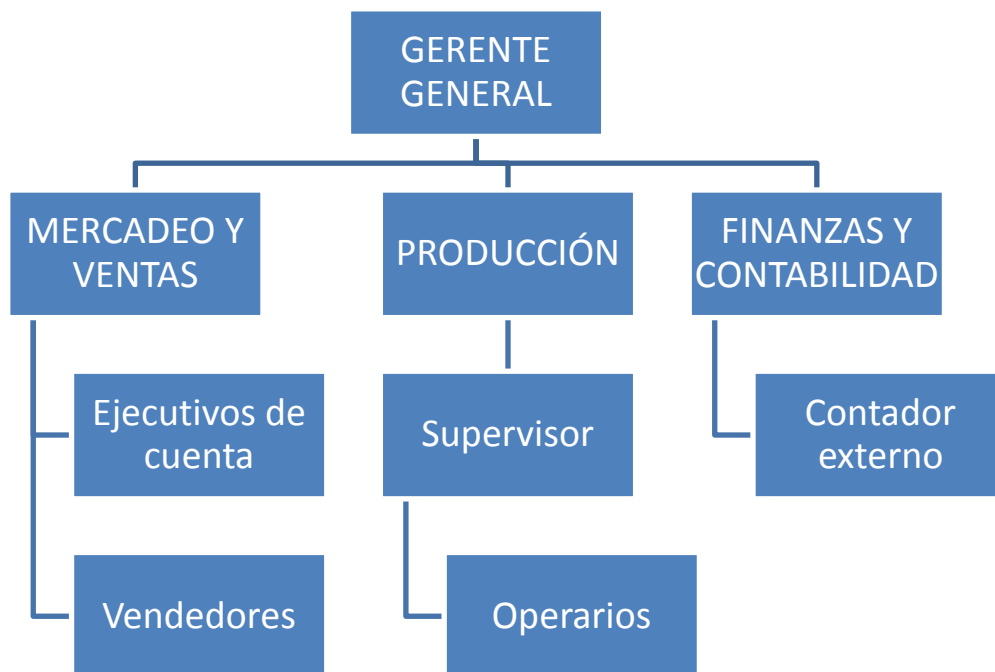 GERENTE
GENERAL
MERCADEO Y
VENTAS
PRODUCCIÓN
FINANZAS Y
CONTABILIDAD
Ejecutivos de
cuenta
Supervisor
Contador
externo
Vendedores
Operarios